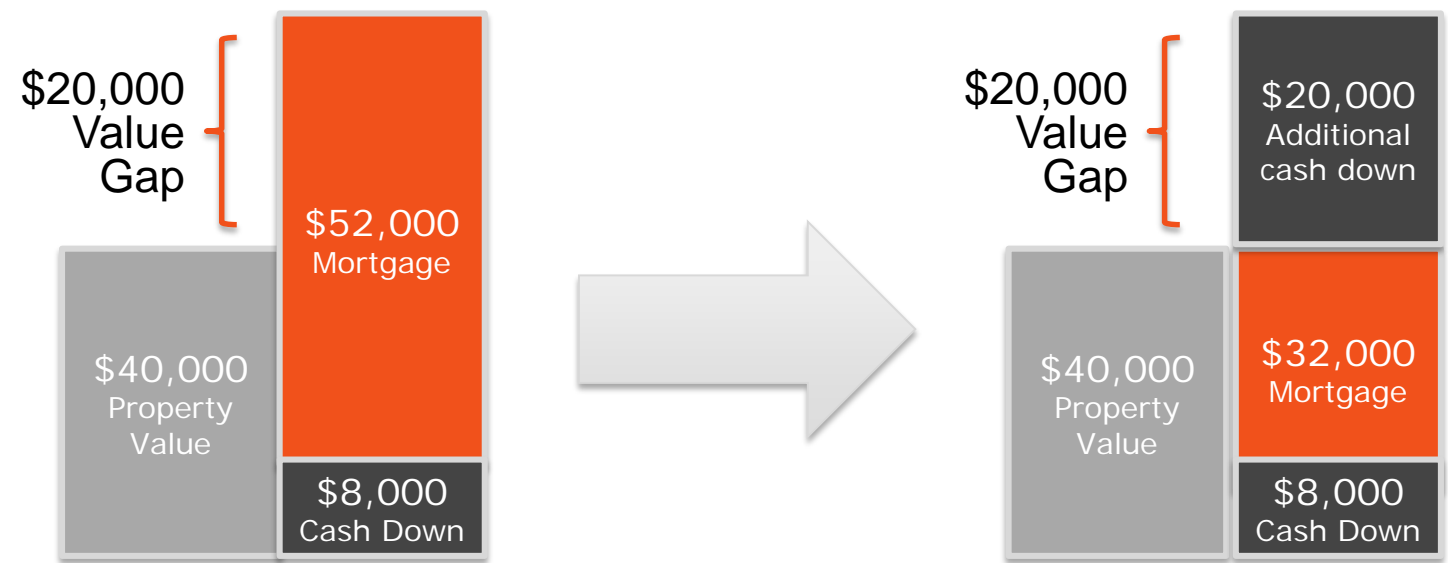 $20,000
Value
Gap
$52,000
Mortgage
$40,000
Property
Value
$8,000
Cash Down
$20,000
Value
Gap
$20,000
Additional
cash down
$40,000
Property
Value
$32,000
Mortgage
$8,000
Cash Down